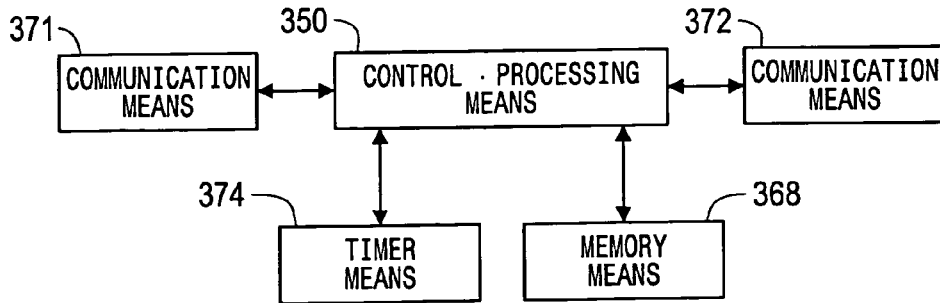 371
350
372
COMMUNICATION
MEANS
CONTROL · PROCESSING
MEANS
COMMUNICATION
MEANS
374
368
TIMER
MEANS
MEMORY
MEANS